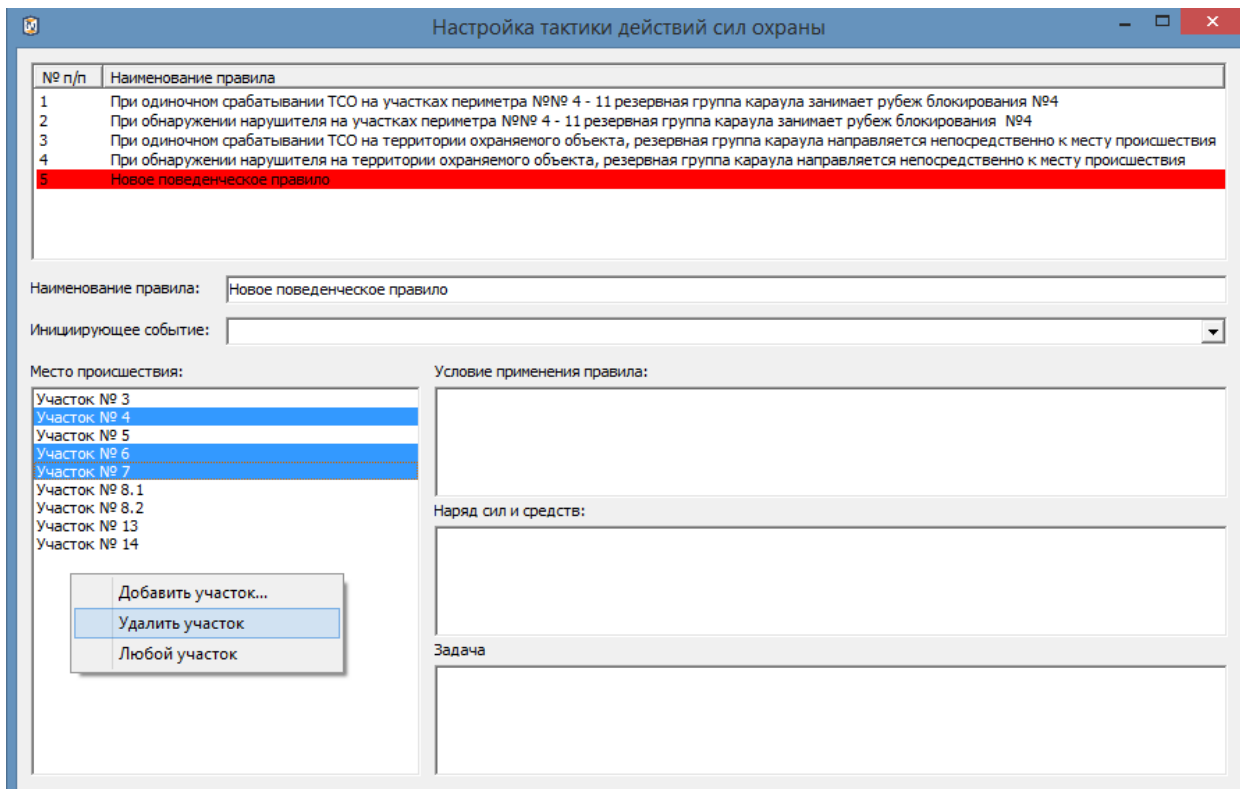 Настройка тактики действий сил охраны
№ п/п Наименование правила
1 При одиночном срабатывании ТСО на участках периметра №№ 4 - 11 резервная группа караула занимает рубеж блокирования №4
2 При обнаружении нарушителя на участках периметра №№ 4 - 11 резервная группа караула занимает рубеж блокирования №4
3 При одиночном срабатывании ТСО на территории охраняемого объекта, резервная группа караула направляется непосредственно к месту происшествия
4 При обнаружении нарушителя на территории охраняемого объекта, резервная группа караула направляется непосредственно к месту происшествия
5 Новое поведенческое правило
Наименование правила: Новое поведенческое правило
Инициирующее событие:
Место происшествия:
Участок № 3
Участок № 4
Участок № 5
Участок № 6
Участок № 7
Участок № 8.1
Участок № 8.2
Участок № 13
Участок № 14
Добавить участок...
Удалить участок
Любой участок
Условие применения правила:
Наряд сил и средств:
Задача